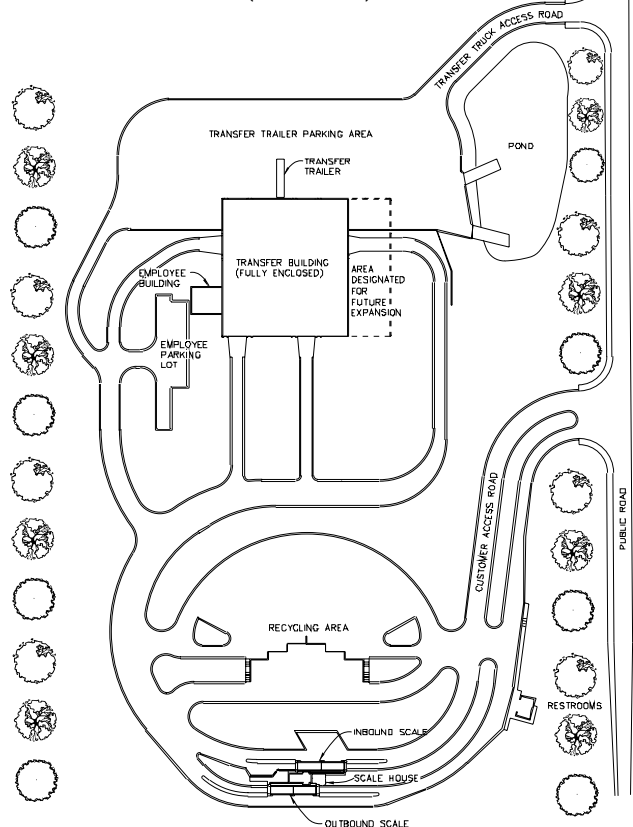 TRANSFER TRUCK ACCESS ROAD
TRANSFER TRAILER PARKING AREA
POND
TRANSFER
TRAILER
TRANSFER BUILDING
(FULLY ENCLOSED)
EMPLOYEE
BUILDING
AREA
DESIGNATED
FOR
FUTURE
EXPANSION
EMPLOYEE
PARKING
LOT
CUSTOMER ACCESS ROAD
PUBLIC ROAD
RECYCLING AREA
RESTROOMS
INBOUND SCALE
SCALE HOUSE
OUTBOUND SCALE